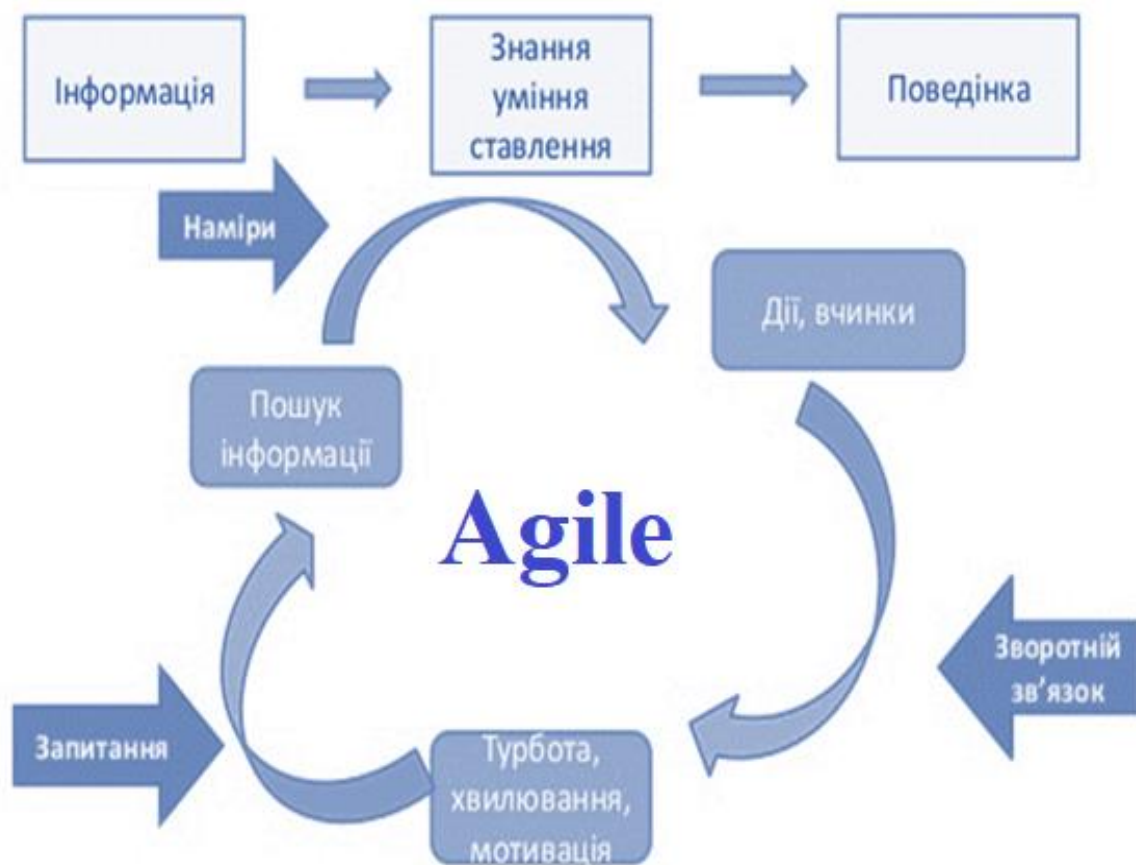 Інформація
Знання
уміння
ставлення
Поведінка
Наміри
Дії, вчинки
Пошук
інформації
Agile
Зворотній
зв’язок
Запитання
Турбота,
хвилювання,
мотивація